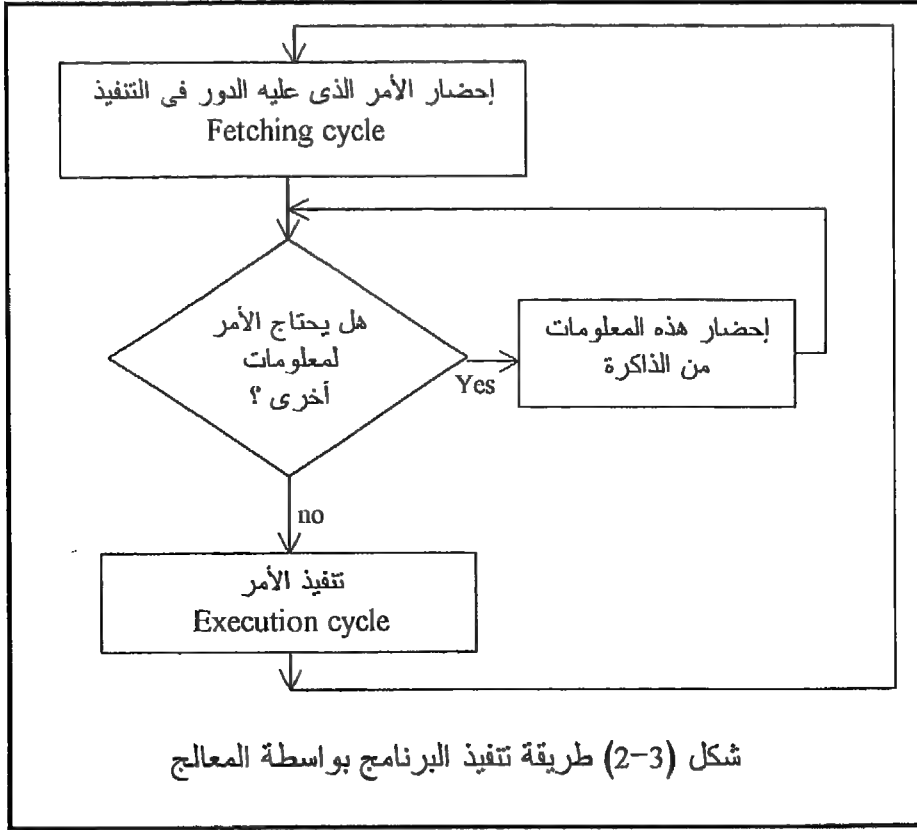 إحضار الأمر الذى عليه الدور فى التنفيذ
Fetching cycle
هل يحتاج الأمر
لمعلومات
أخرى ؟
Yes
إحضار هذه المعلومات
من الذاكرة
no
تنفيذ الأمر
Execution cycle
شكل (3-2) طريقة تنفيذ البرنامج بواسطة المعالج